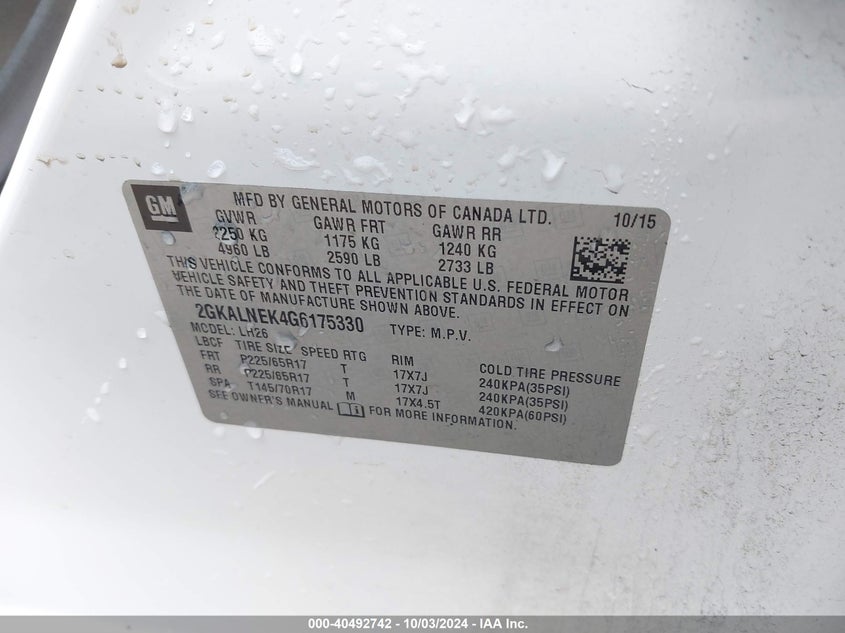 GM
MFD BY GENERAL MOTORS OF CANADA LTD. 10/15
GVWR GAWR FRT GAWR RR
2250 KG 1175 KG 1240 KG
4960 LB 2590 LB 2733 LB
THIS VEHICLE CONFORMS TO ALL APPLICABLE U.S. FEDERAL MOTOR
VEHICLE SAFETY AND THEFT PREVENTION STANDARDS IN EFFECT ON
THE DATE OF MANUFACTURE SHOWN ABOVE.
2GKALNEK4G6175330 TYPE: M.P.V.
MODEL: LH26
LBCF TIRE SIZE SPEED RTG RIM COLD TIRE PRESSURE
FRT P225/65R17 T 17X7J 240KPA(35PSI)
RR P225/65R17 T 17X7J 240KPA(35PSI)
SPA T145/70R17 M 17X4.5T 420KPA(60PSI)
SEE OWNER'S MANUAL FOR MORE INFORMATION.
000-40492742 - 10/03/2024 - IAA Inc.